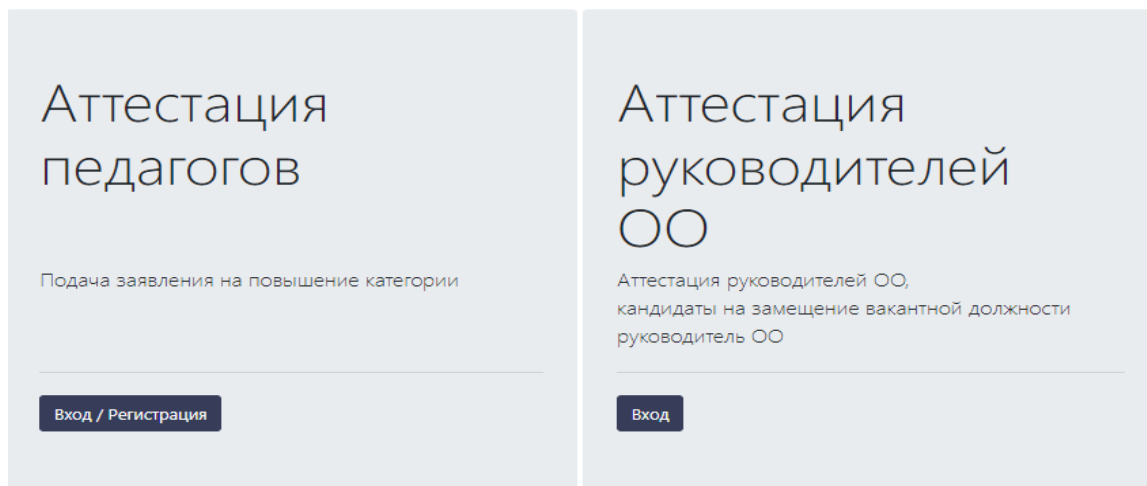 Аттестация
педагогов
Подача заявления на повышение категории
Вход / Регистрация
Аттестация
руководителей
ОО
Аттестация руководителей ОО,
кандидаты на замещение вакантной должности
руководитель ОО
Вход